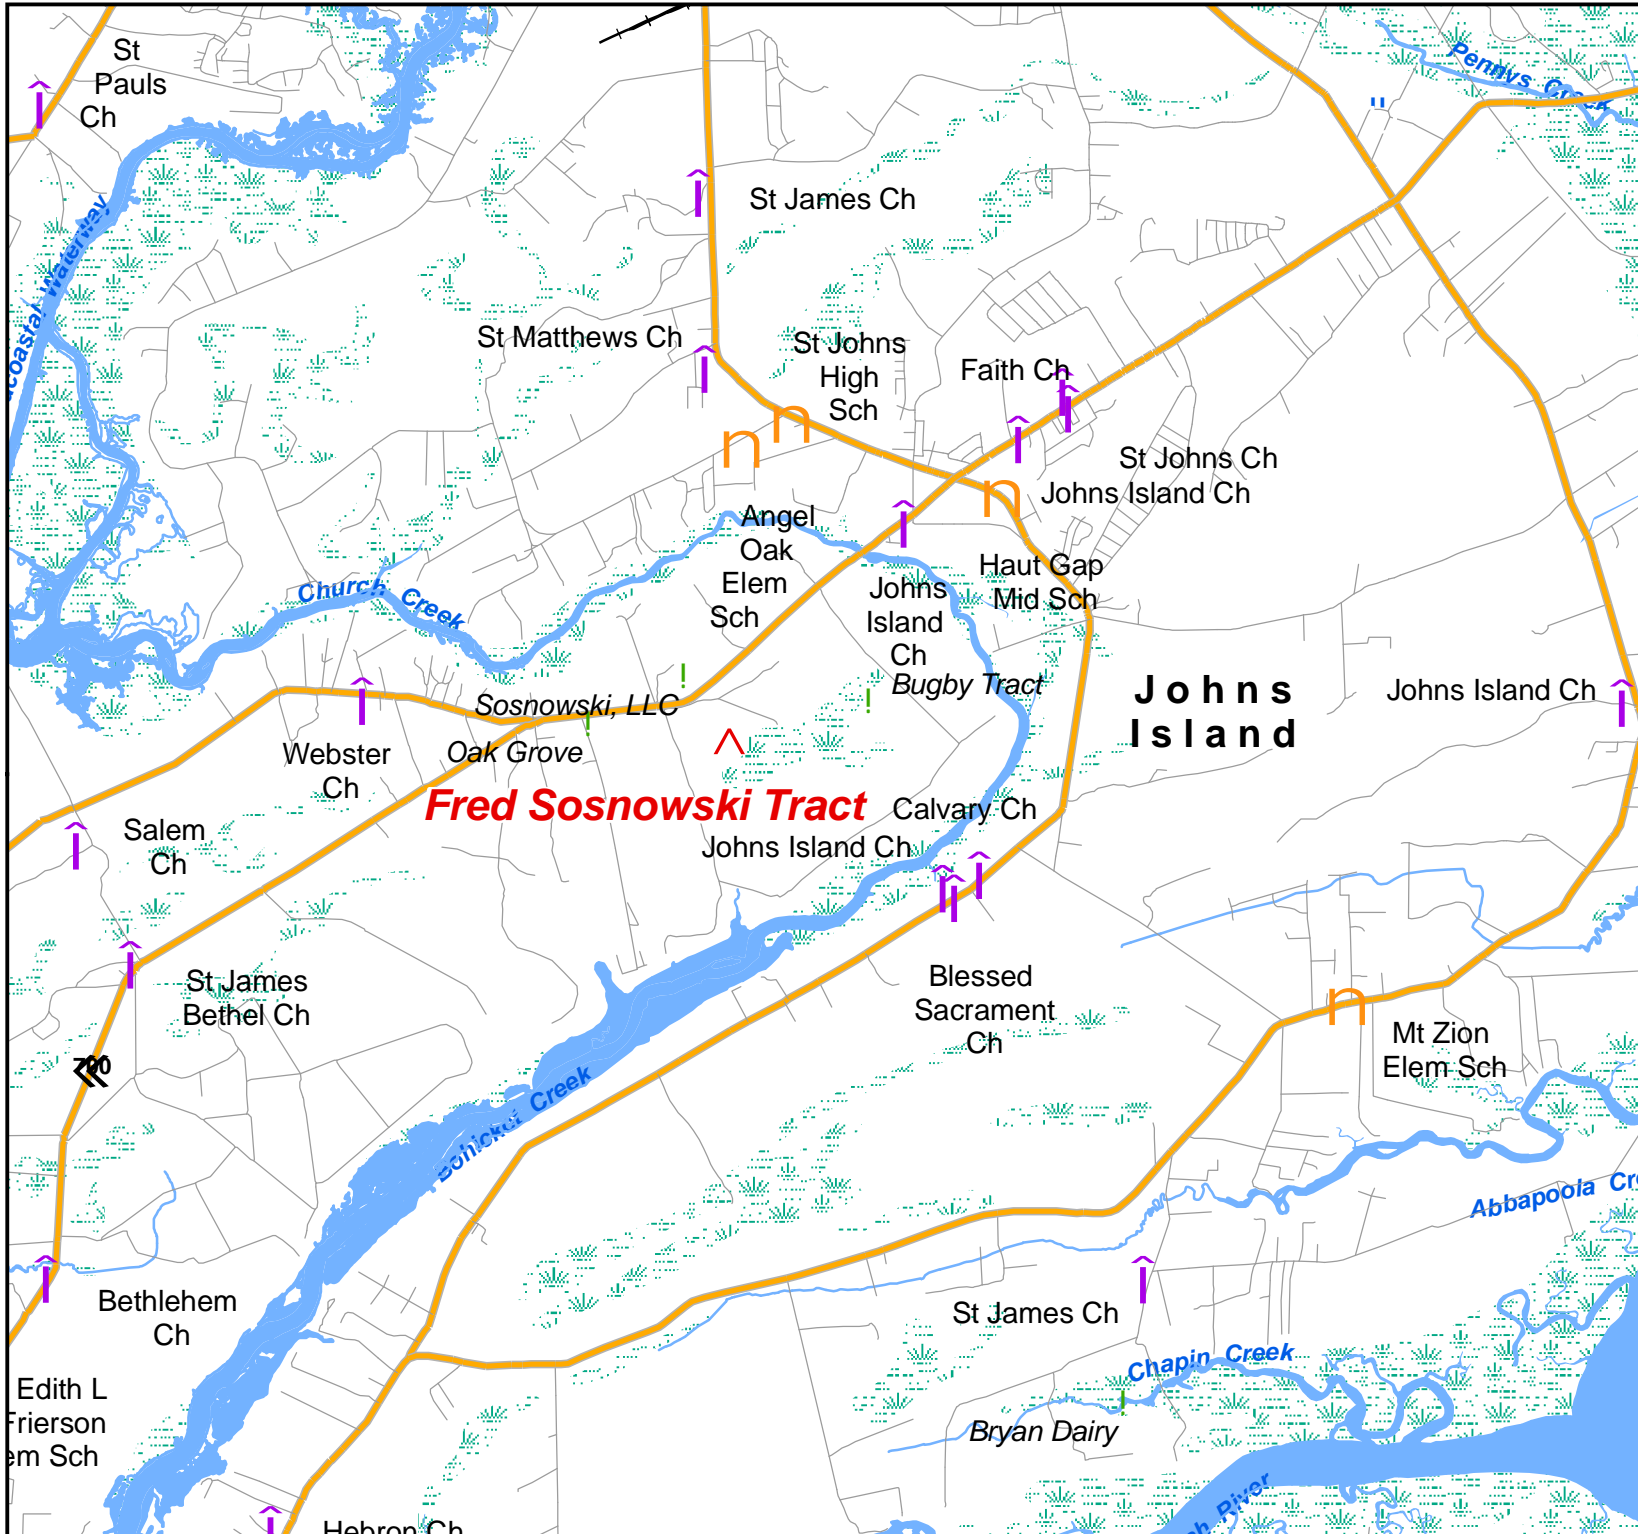 St
Pauls
Ch
Pennys Creek
coastal Waterway
St James Ch
St Matthews Ch
St Johns
High
Sch
Faith Ch
St Johns Ch
Johns Island Ch
Angel
Oak
Elem
Sch
Haut Gap
Mid Sch
Johns
Island
Ch
Church Creek
Bugby Tract
Johns
Island
Johns Island Ch
Sosnowski, LLC
Oak Grove
Webster
Ch
Fred Sosnowski Tract
Calvary Ch
Johns Island Ch
Salem
Ch
St James
Bethel Ch
Blessed
Sacrament
Ch
Mt Zion
Elem Sch
700
Bohicket Creek
Abbapoola Cre
Bethlehem
Ch
St James Ch
Chapin Creek
Edith L
Frierson
em Sch
Bryan Dairy
River
Hebron Ch